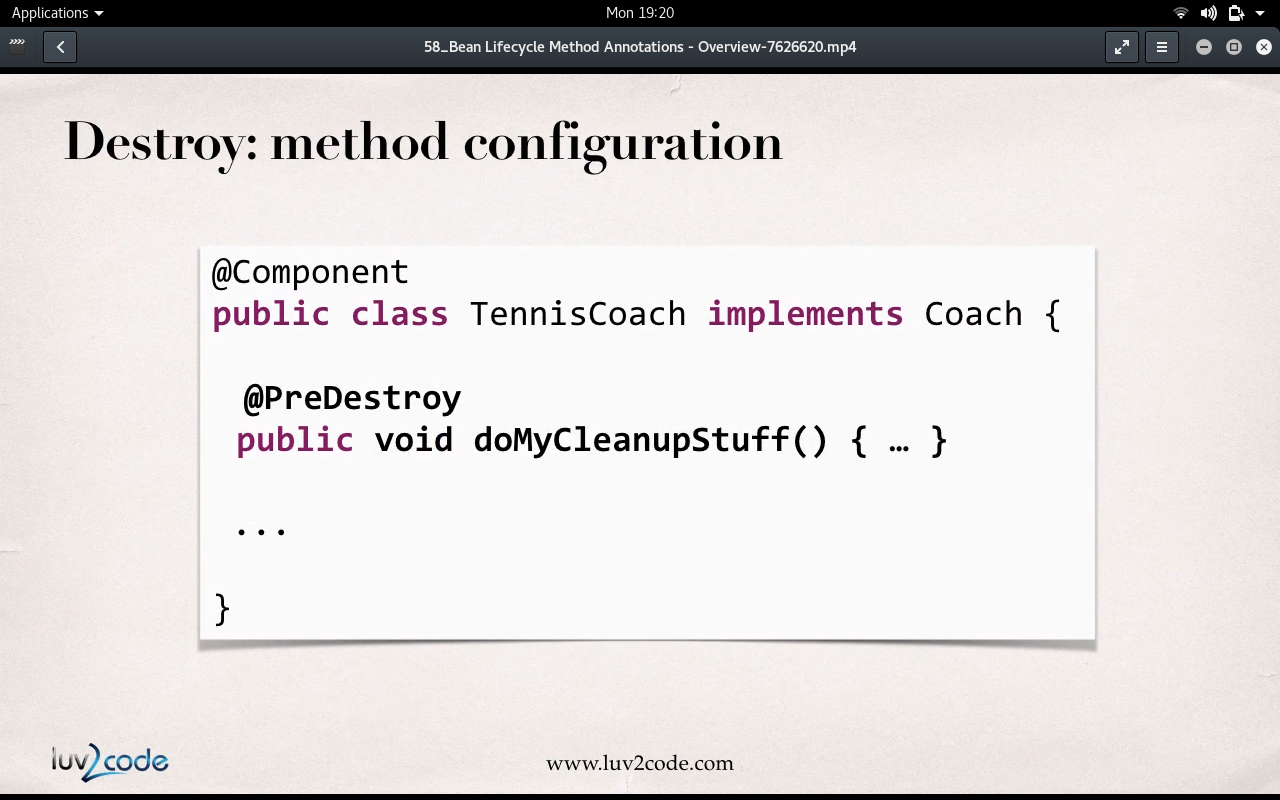 Applications
Mon 19:20
58_Bean Lifecycle Method Annotations - Overview-7626620.mp4
Destroy: method configuration
@Component
public class TennisCoach implements Coach {
@PreDestroy
public void doMyCleanupStuff() { … }
...
}
luv2code
www.luv2code.com